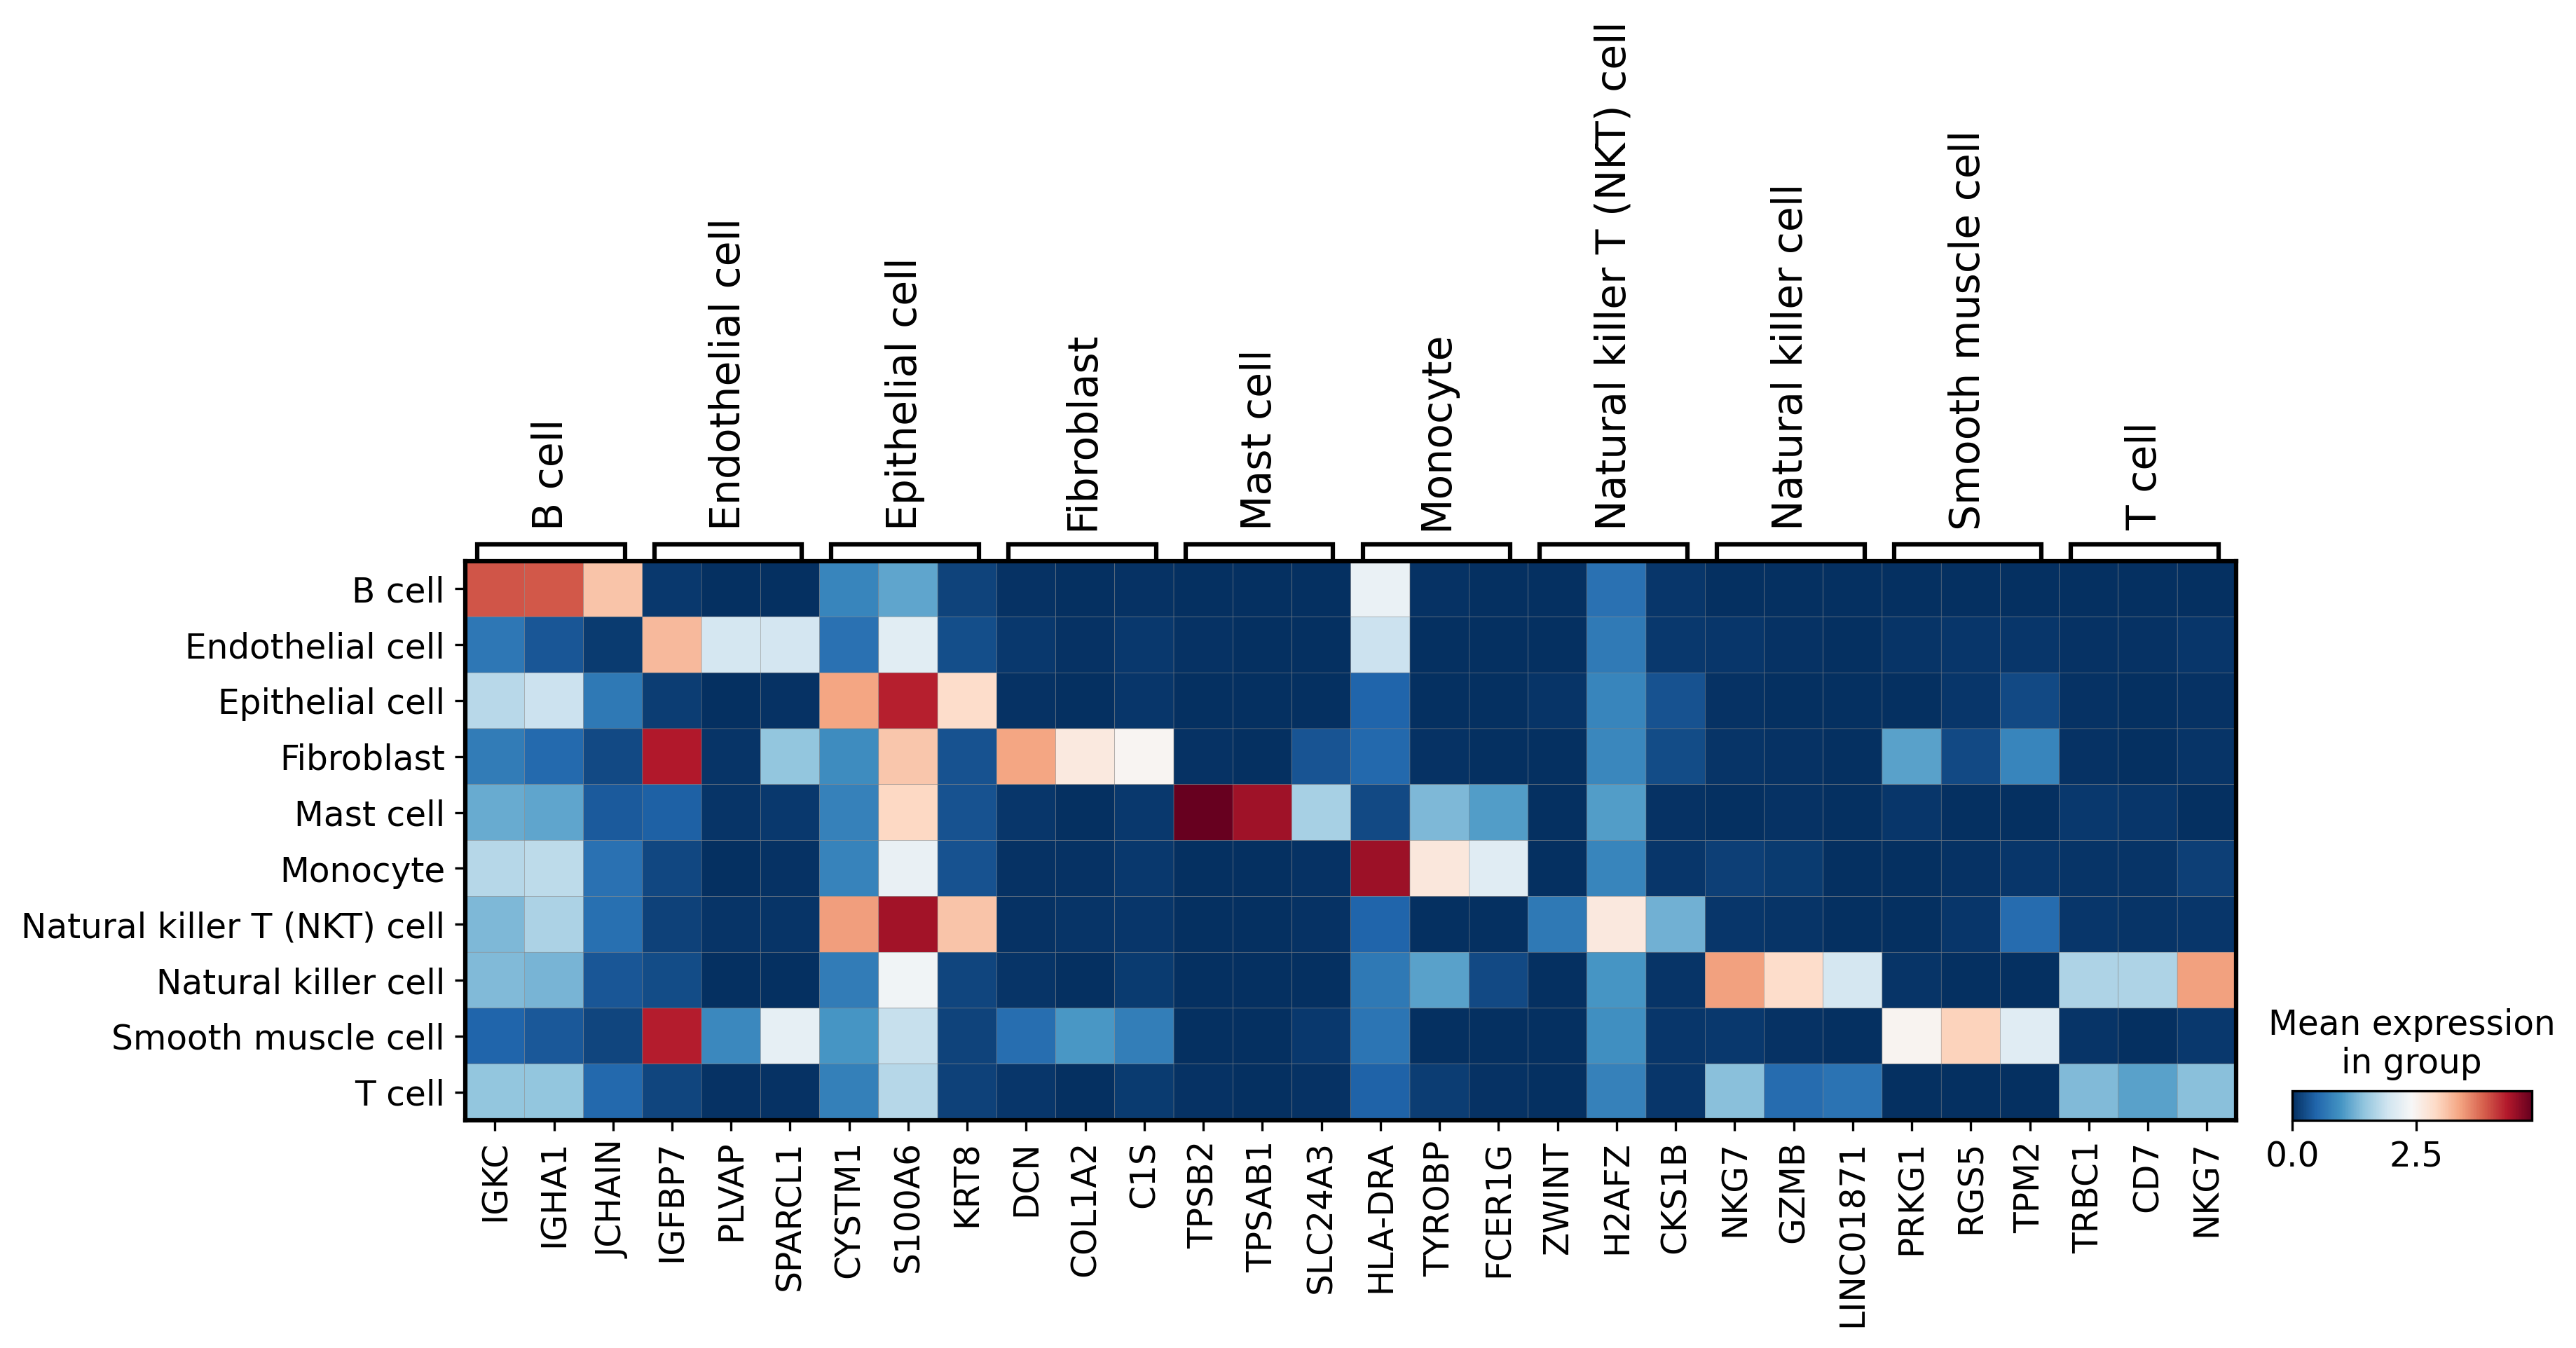 B cell
Endothelial cell
Epithelial cell
Fibroblast
Mast cell
Monocyte
Natural killer T (NKT) cell
Natural killer cell
Smooth muscle cell
T cell
B cell
Endothelial cell
Epithelial cell
Fibroblast
Mast cell
Monocyte
Natural killer T (NKT) cell
Natural killer cell
Smooth muscle cell
T cell
IGKC
IGHA1
JCHAIN
IGFBP7
PLVAP
SPARCL1
CYSTM1
S100A6
KRT8
DCN
COL1A2
C1S
TPSB2
TPSAB1
SLC24A3
HLA-DRA
TYROBP
FCER1G
ZWINT
H2AFZ
CKS1B
NKG7
GZMB
LINC01871
PRKG1
RGS5
TPM2
TRBC1
CD7
NKG7
Mean expression
in group
0.0
2.5